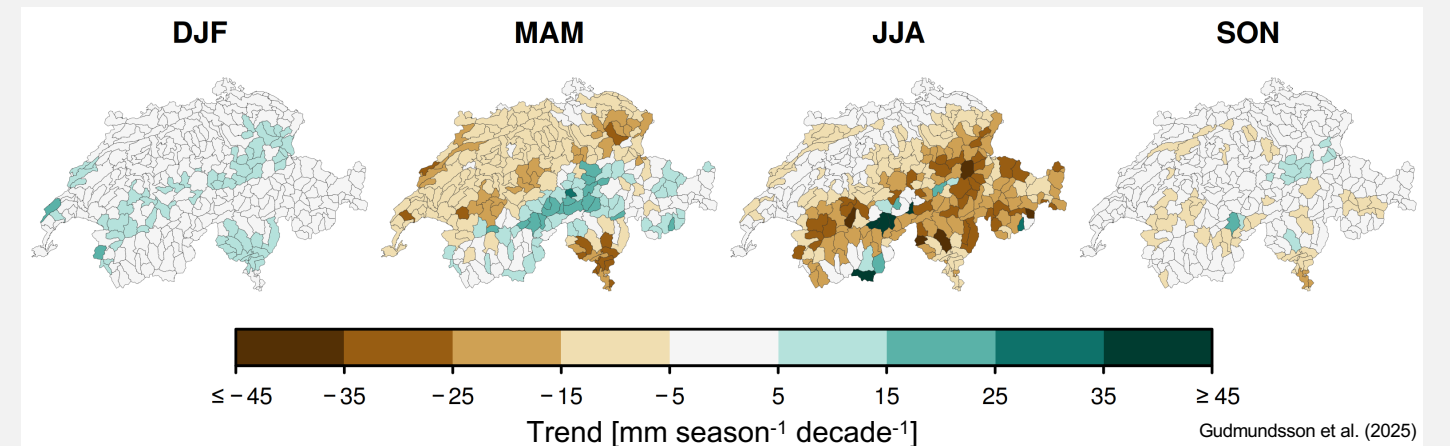 DJF MAM JJA SON
≤ −45 −35 −25 −15 −5 5 15 25 35 ≥ 45
Trend [mm season⁻¹ decade⁻¹]
Gudmundsson et al. (2025)